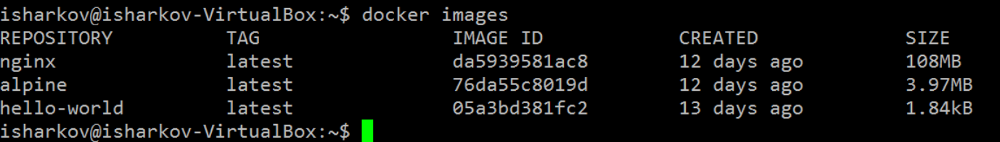 isharkov@isharkov-VirtualBox:~$ docker images
REPOSITORY          TAG                 IMAGE ID            CREATED             SIZE
nginx               latest              da5939581ac8        12 days ago         108MB
alpine              latest              76da55c8019d        12 days ago         3.97MB
hello-world         latest              05a3bd381fc2        13 days ago         1.84kB
isharkov@isharkov-VirtualBox:~$